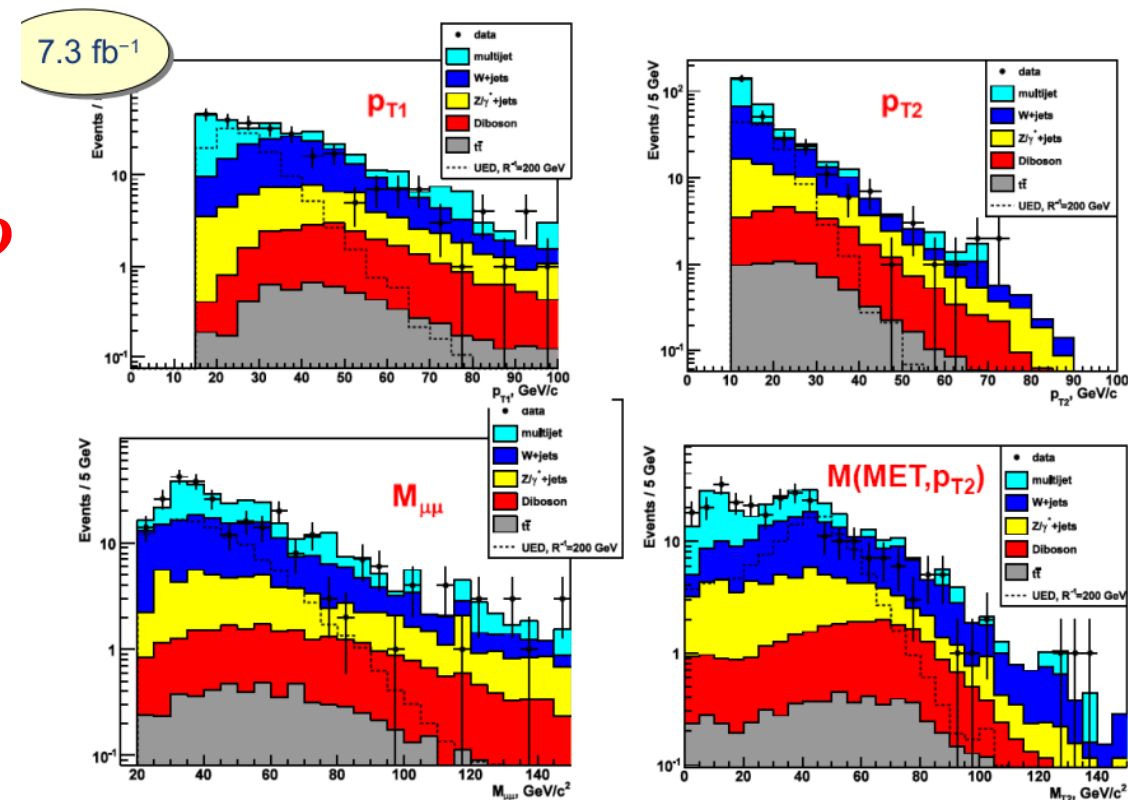 7.3 fb⁻¹
Events /
10
1
10⁻¹
0 10 20 30 40 50 60 70 80 90 100
p_T1, GeV/c
p_T1
data
multijet
W+jets
Z/γ*+jets
Diboson
tt̄
UED, R⁻¹=200 GeV
Events / 5 GeV
10²
10
1
10⁻¹
0 10 20 30 40 50 60 70 80 90 100
p_T2, GeV/c
p_T2
data
multijet
W+jets
Z/γ*+jets
Diboson
tt̄
UED, R⁻¹=200 GeV
Events / 5 GeV
10
1
10⁻¹
20 40 60 80 100 120 140
M_μμ, GeV/c²
M_μμ
data
multijet
W+jets
Z/γ*+jets
Diboson
tt̄
UED, R⁻¹=200 GeV
Events / 5 GeV
10
1
10⁻¹
0 20 40 60 80 100 120 140
GeV/c²
M(MET,p_T2)
data
multijet
W+jets
Z/γ*+jets
Diboson
tt̄
UED, R⁻¹=200 GeV